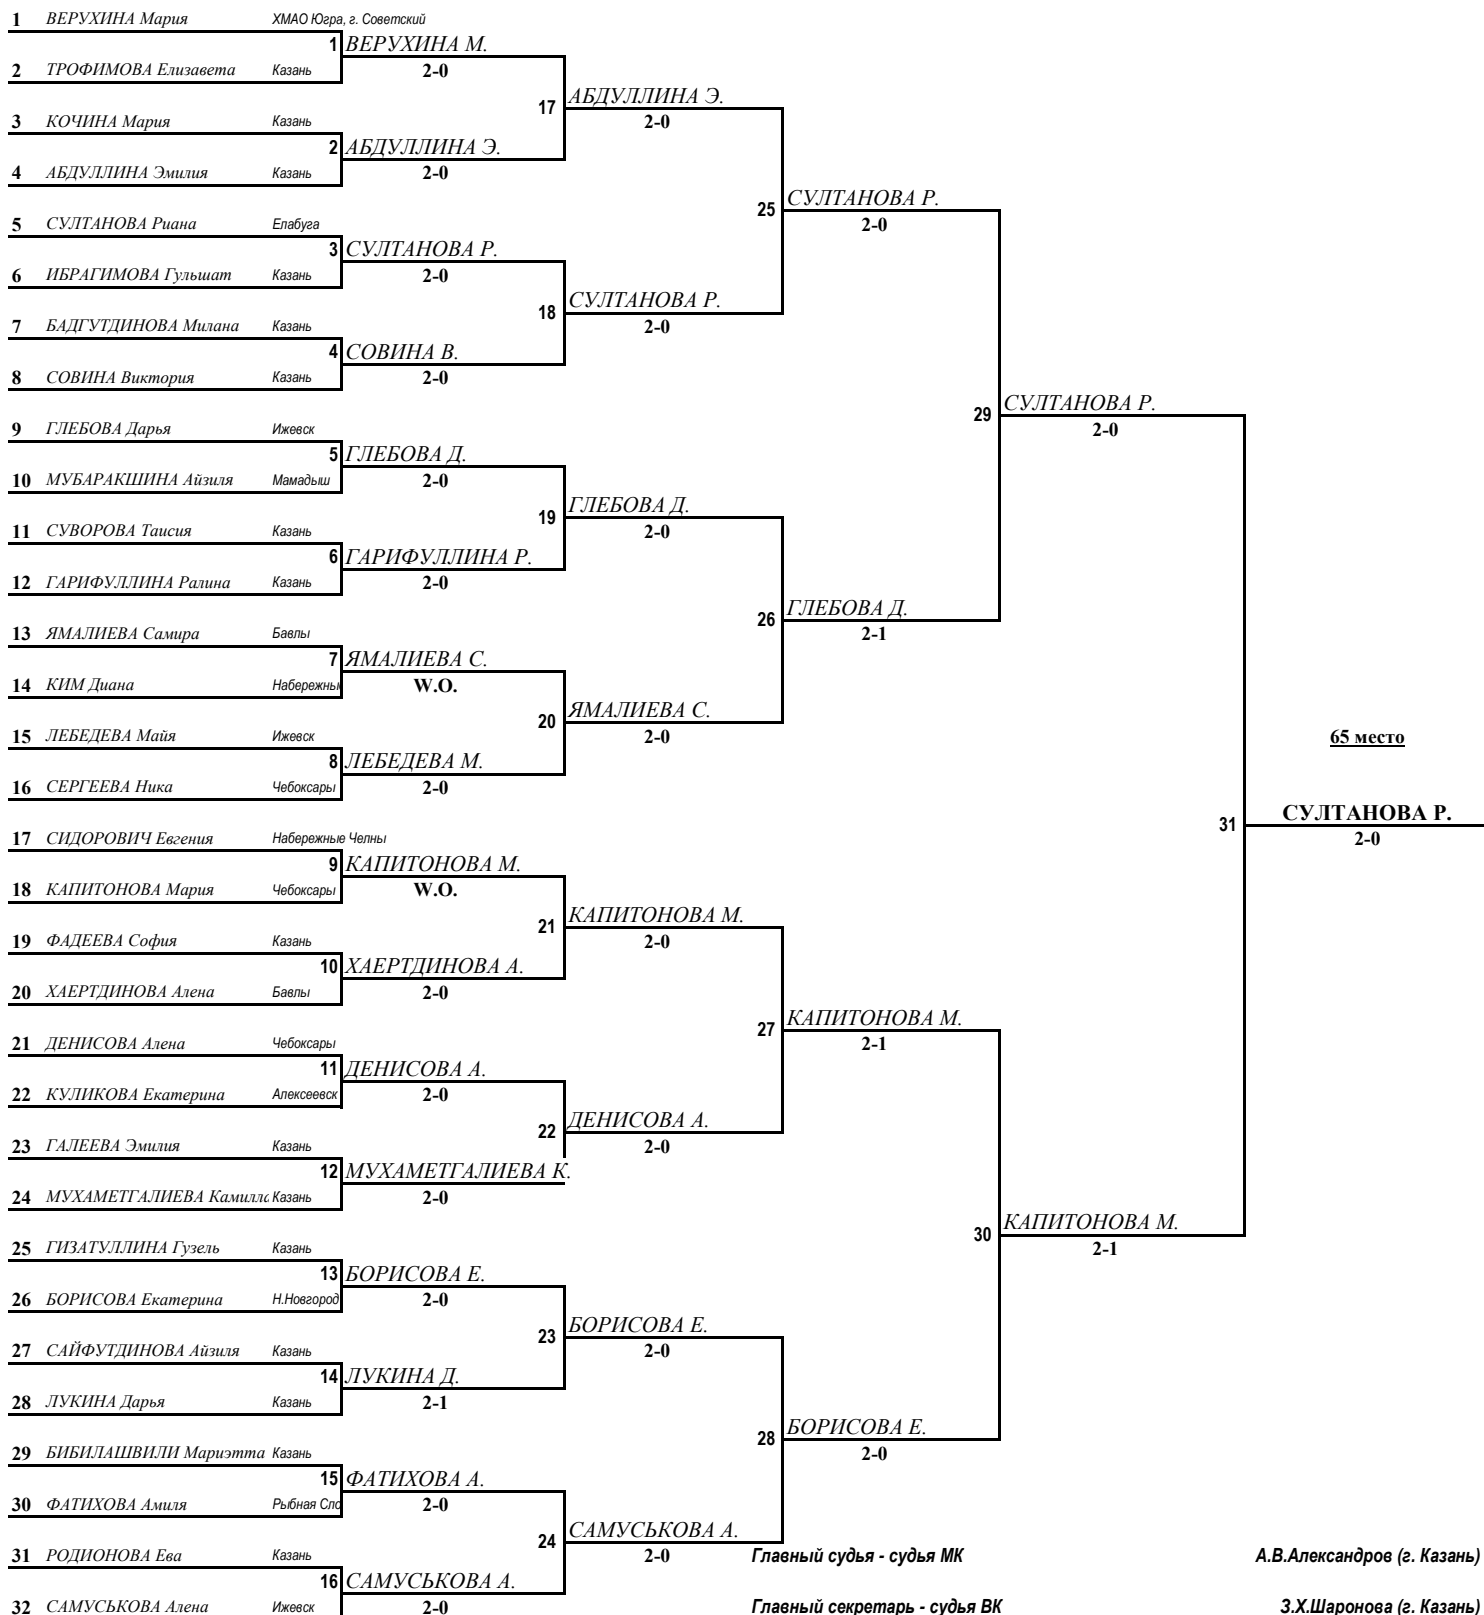 1 ВЕРУХИНА Мария ХМАО Югра, г. Советский
1 ВЕРУХИНА М.
2 ТРОФИМОВА Елизавета Казань 2-0
17 АБДУЛЛИНА Э.
3 КОЧИНА Мария Казань 2-0
2 АБДУЛЛИНА Э.
4 АБДУЛЛИНА Эмилия Казань 2-0
25 СУЛТАНОВА Р.
5 СУЛТАНОВА Риана Елабуга 2-0
3 СУЛТАНОВА Р.
6 ИБРАГИМОВА Гульшат Казань 2-0
18 СУЛТАНОВА Р.
7 БАДГУТДИНОВА Милана Казань 2-0
4 СОВИНА В.
8 СОВИНА Виктория Казань 2-0
29 СУЛТАНОВА Р.
9 ГЛЕБОВА Дарья Ижевск 2-0
5 ГЛЕБОВА Д.
10 МУБАРАКШИНА Айзиля Мамадыш 2-0
19 ГЛЕБОВА Д.
11 СУВОРОВА Таисия Казань 2-0
6 ГАРИФУЛЛИНА Р.
12 ГАРИФУЛЛИНА Ралина Казань 2-0
26 ГЛЕБОВА Д.
13 ЯМАЛИЕВА Самира Бавлы 2-1
7 ЯМАЛИЕВА С.
14 КИМ Диана Набережны W.O.
20 ЯМАЛИЕВА С.
15 ЛЕБЕДЕВА Майя Ижевск 2-0 65 место
8 ЛЕБЕДЕВА М.
16 СЕРГЕЕВА Ника Чебоксары 2-0
31 СУЛТАНОВА Р.
17 СИДОРОВИЧ Евгения Набережные Челны 2-0
9 КАПИТОНОВА М.
18 КАПИТОНОВА Мария Чебоксары W.O.
21 КАПИТОНОВА М.
19 ФАДЕЕВА София Казань 2-0
10 ХАЕРТДИНОВА А.
20 ХАЕРТДИНОВА Алена Бавлы 2-0
27 КАПИТОНОВА М.
21 ДЕНИСОВА Алена Чебоксары 2-1
11 ДЕНИСОВА А.
22 КУЛИКОВА Екатерина Алексеевск 2-0
22 ДЕНИСОВА А.
23 ГАЛЕЕВА Эмилия Казань 2-0
12 МУХАМЕТГАЛИЕВА К.
24 МУХАМЕТГАЛИЕВА Камилла Казань 2-0
30 КАПИТОНОВА М.
25 ГИЗАТУЛЛИНА Гузель Казань 2-1
13 БОРИСОВА Е.
26 БОРИСОВА Екатерина Н.Новгород 2-0
23 БОРИСОВА Е.
27 САЙФУТДИНОВА Айзиля Казань 2-0
14 ЛУКИНА Д.
28 ЛУКИНА Дарья Казань 2-1
28 БОРИСОВА Е.
29 БИБИЛАШВИЛИ Мариэтта Казань 2-0
15 ФАТИХОВА А.
30 ФАТИХОВА Амиля Рыбная Сло 2-0
24 САМУСЬКОВА А.
31 РОДИОНОВА Ева Казань 2-0 Главный судья - судья МК А.В.Александров (г. Казань)
16 САМУСЬКОВА А.
32 САМУСЬКОВА Алена Ижевск 2-0 Главный секретарь - судья ВК З.Х.Шаронова (г. Казань)